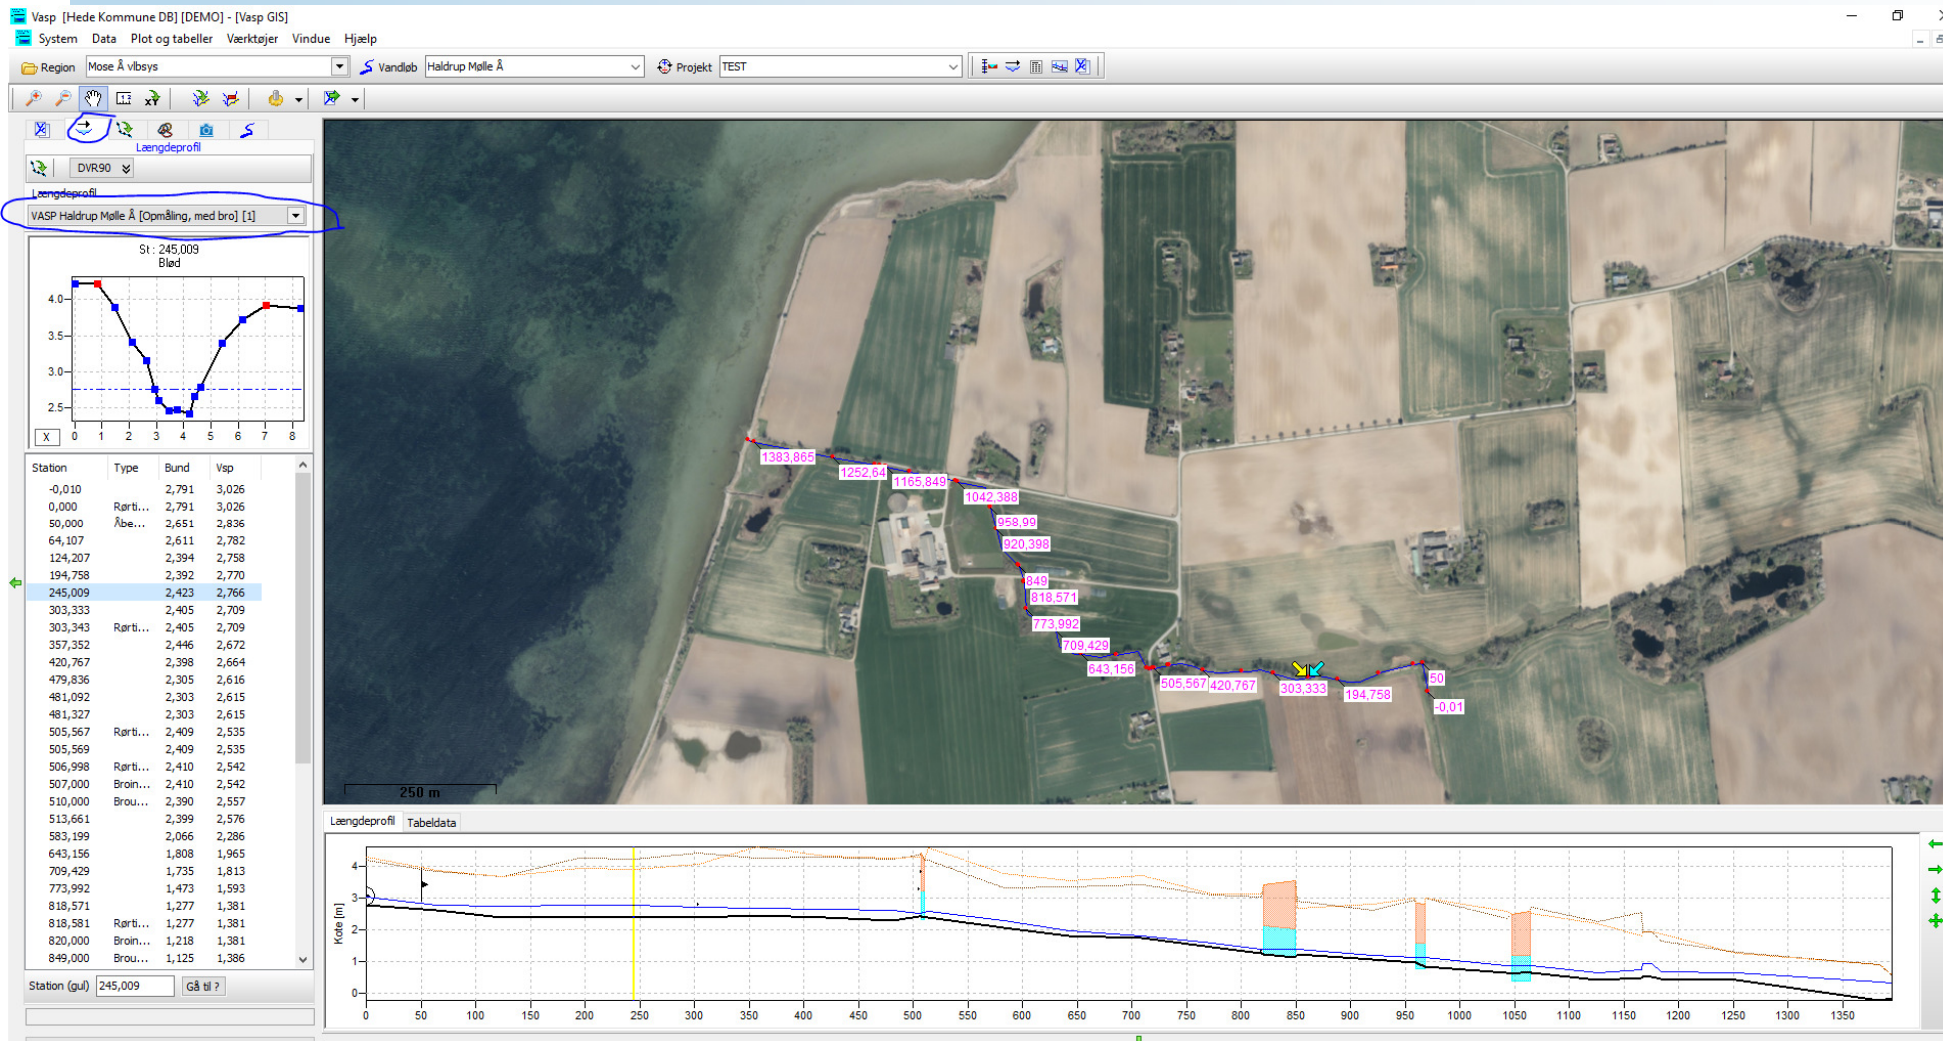 Vasp [Hede Kommune DB] [DEMO] - [Vasp GIS]
System Data Plot og tabeller Værktøjer Vindue Hjælp
Region Mose Å vlbsys Vandløb Haldrup Mølle Å Projekt TEST
Længdeprofil
DVR90
Længdeprofil
VASP Haldrup Mølle Å [Opmåling, med bro] [1]
St : 245,009
Blød
4.0
3.5
3.0
2.5
X 0 1 2 3 4 5 6 7 8
Station Type Bund Vsp
-0,010 2,791 3,026
0,000 Rørti... 2,791 3,026
50,000 Åbe... 2,651 2,836
64,107 2,611 2,782
124,207 2,394 2,758
194,758 2,392 2,770
245,009 2,423 2,766
303,333 2,405 2,709
303,343 Rørti... 2,405 2,709
357,352 2,446 2,672
420,767 2,398 2,664
479,836 2,305 2,616
481,092 2,303 2,615
481,327 2,303 2,615
505,567 Rørti... 2,409 2,535
505,569 2,409 2,535
506,998 Rørti... 2,410 2,542
507,000 Broin... 2,410 2,542
510,000 Brou... 2,390 2,557
513,661 2,399 2,576
583,199 2,066 2,286
643,156 1,808 1,965
709,429 1,735 1,813
773,992 1,473 1,593
818,571 1,277 1,381
818,581 Rørti... 1,277 1,381
820,000 Broin... 1,218 1,381
849,000 Brou... 1,125 1,386
Station (gul) 245,009 Gå til ?
1383,865
1252,64
1165,849
1042,388
958,99
920,398
849
818,571
773,992
709,429
643,156
505,567
420,767
303,333
194,758
50
-0,01
250 m
Længdeprofil Tabeldata
Kote [m]
4
3
2
1
0
0 50 100 150 200 250 300 350 400 450 500 550 600 650 700 750 800 850 900 950 1000 1050 1100 1150 1200 1250 1300 1350